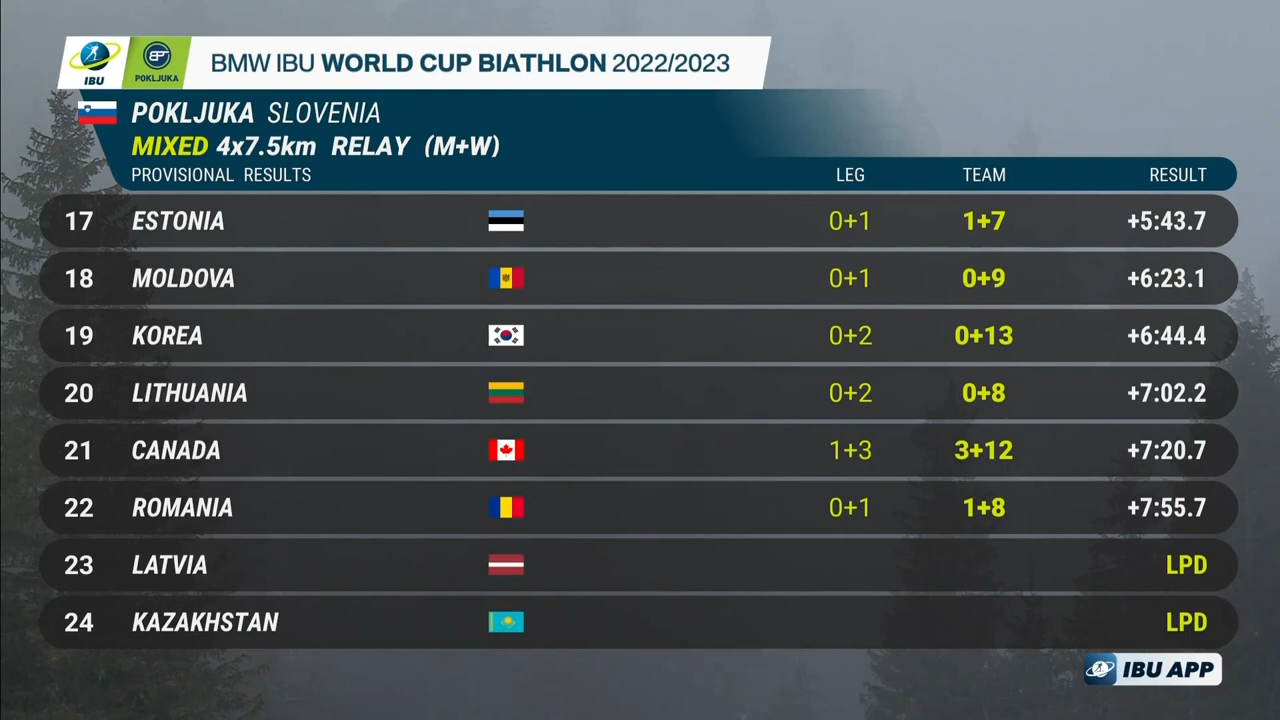 IBU
POKLJUKA
BMW IBU WORLD CUP BIATHLON 2022/2023
POKLJUKA SLOVENIA
MIXED 4x7.5km RELAY (M+W)
PROVISIONAL RESULTS LEG TEAM RESULT
17 ESTONIA 0+1 1+7 +5:43.7
18 MOLDOVA 0+1 0+9 +6:23.1
19 KOREA 0+2 0+13 +6:44.4
20 LITHUANIA 0+2 0+8 +7:02.2
21 CANADA 1+3 3+12 +7:20.7
22 ROMANIA 0+1 1+8 +7:55.7
23 LATVIA LPD
24 KAZAKHSTAN LPD
IBU APP